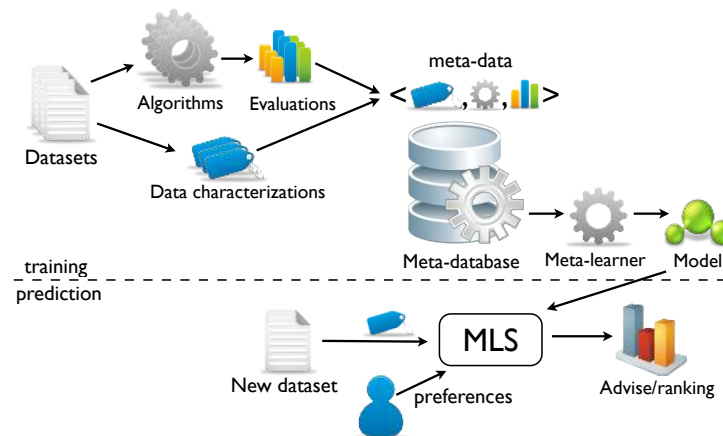 meta-data
< , , >
Algorithms
Evaluations
Datasets
Data characterizations
Meta-database
Meta-learner
Model
training
prediction
MLS
New dataset
preferences
Advise/ranking